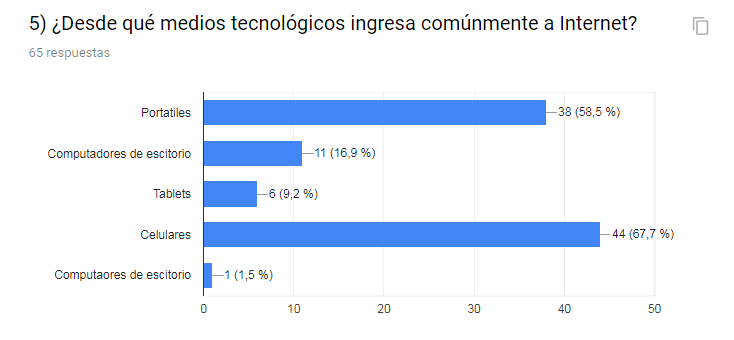 5) ¿Desde qué medios tecnológicos ingresa comúnmente a Internet?
65 respuestas
Portatiles
38 (58,5 %)
Computadores de escitorio
11 (16,9 %)
Tablets
6 (9,2 %)
Celulares
44 (67,7 %)
Computaores de escitorio
1 (1,5 %)
0 10 20 30 40 50